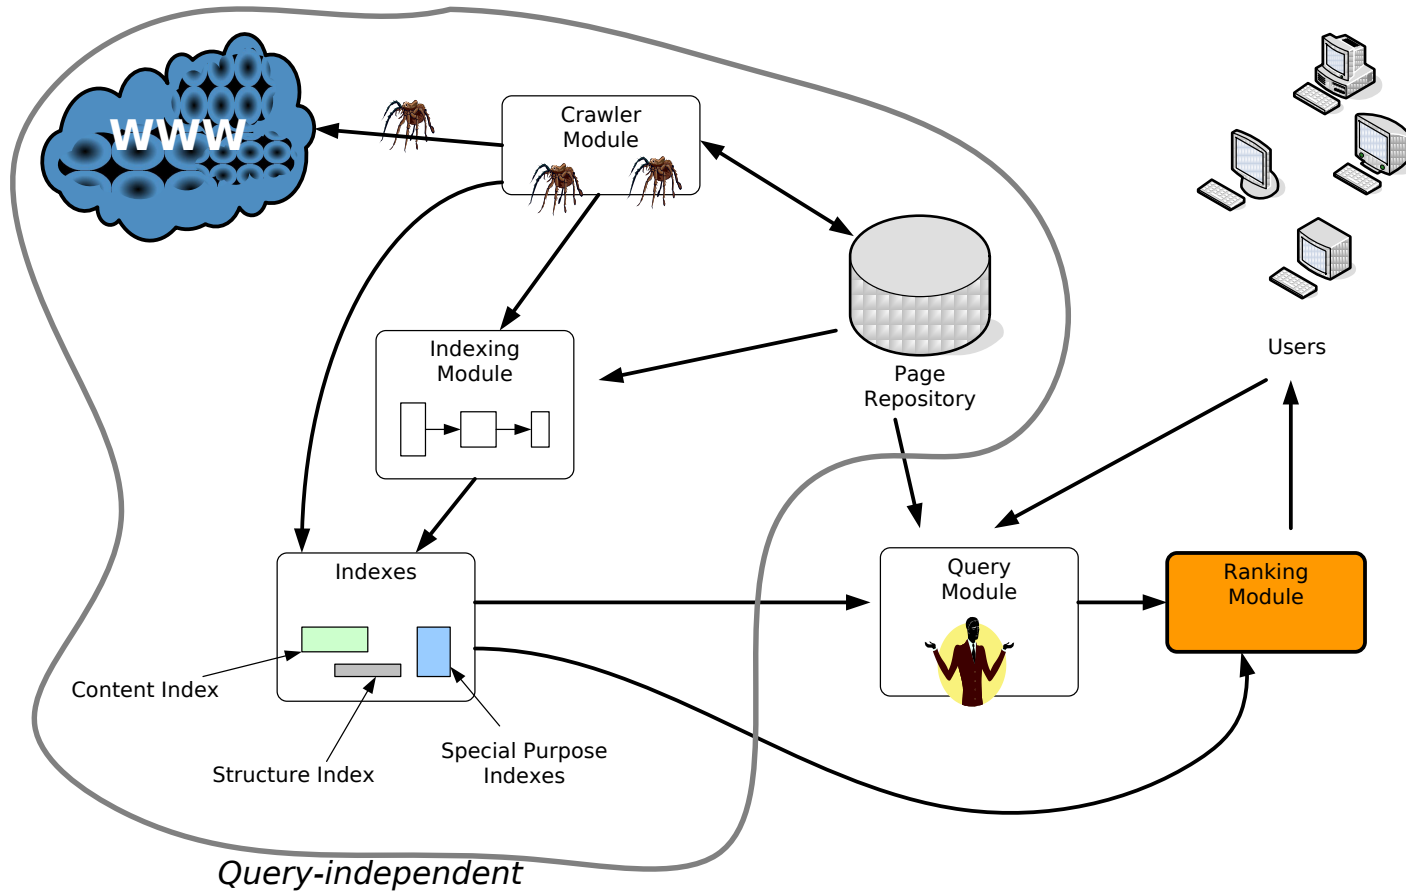 WWW
Crawler
Module
Indexing
Module
Page
Repository
Users
Indexes
Content Index
Structure Index
Special Purpose
Indexes
Query
Module
Ranking
Module
Query-independent